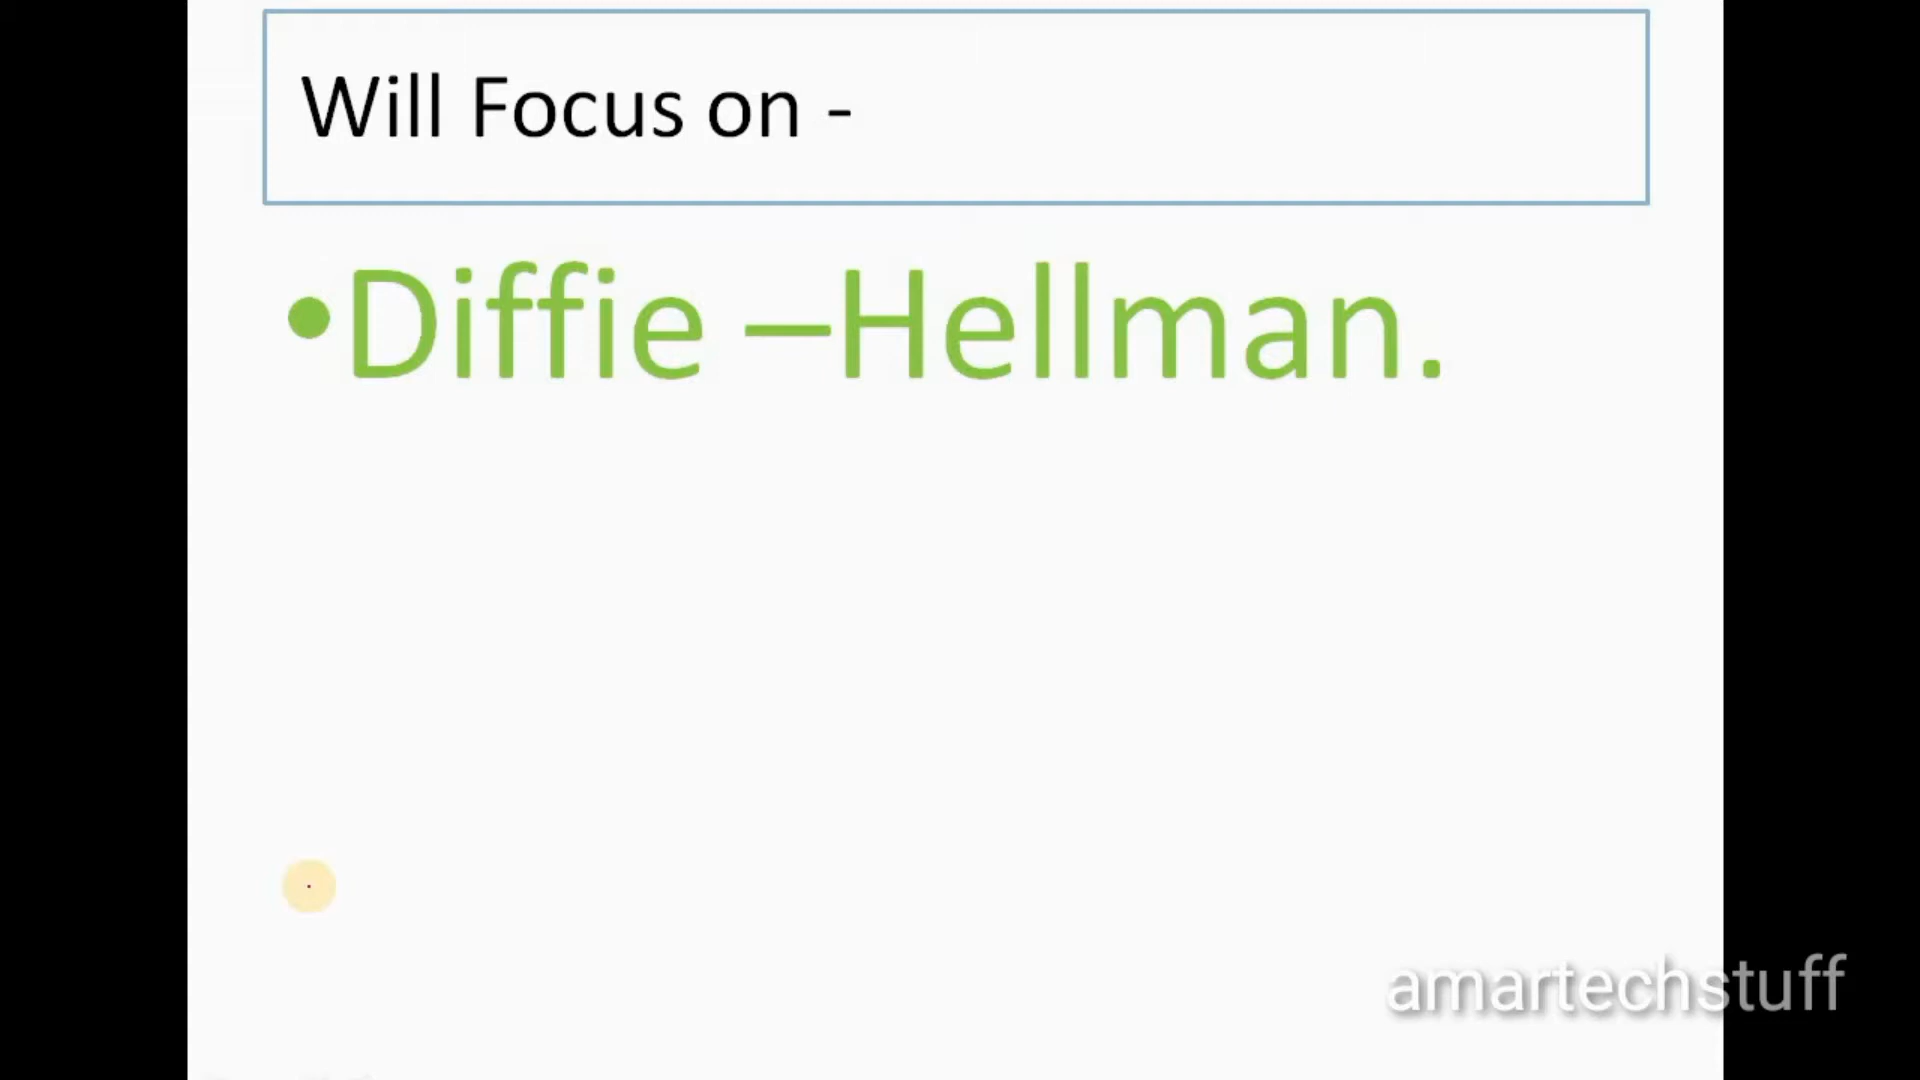 Will Focus on -
•Diffie –Hellman.
amartechstuff